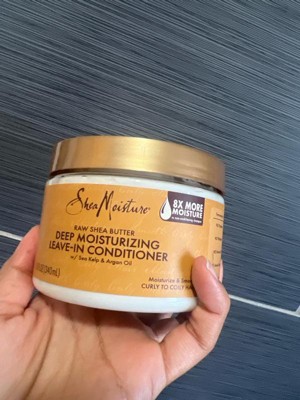 SheaMoisture
8X MORE
MOISTURE
RAW SHEA BUTTER
DEEP MOISTURIZING
LEAVE-IN CONDITIONER
w/ Sea Kelp & Argan Oil
Moisturize &
CURLY TO COILY